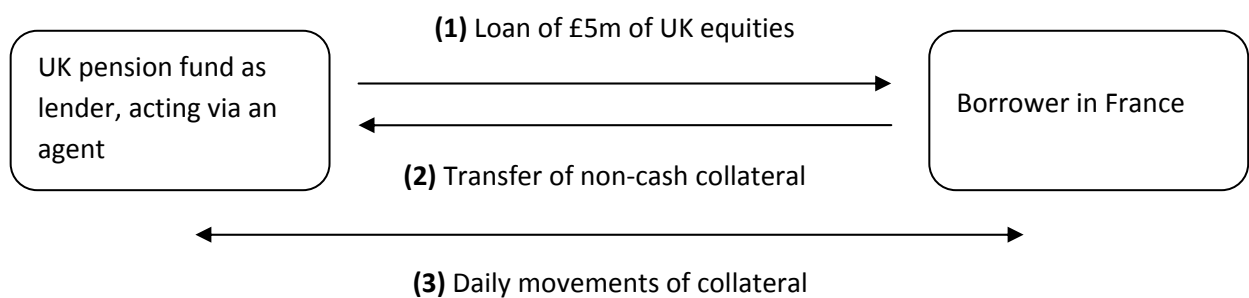 (1) Loan of £5m of UK equities
UK pension fund as
lender, acting via an
agent
Borrower in France
(2) Transfer of non-cash collateral
(3) Daily movements of collateral